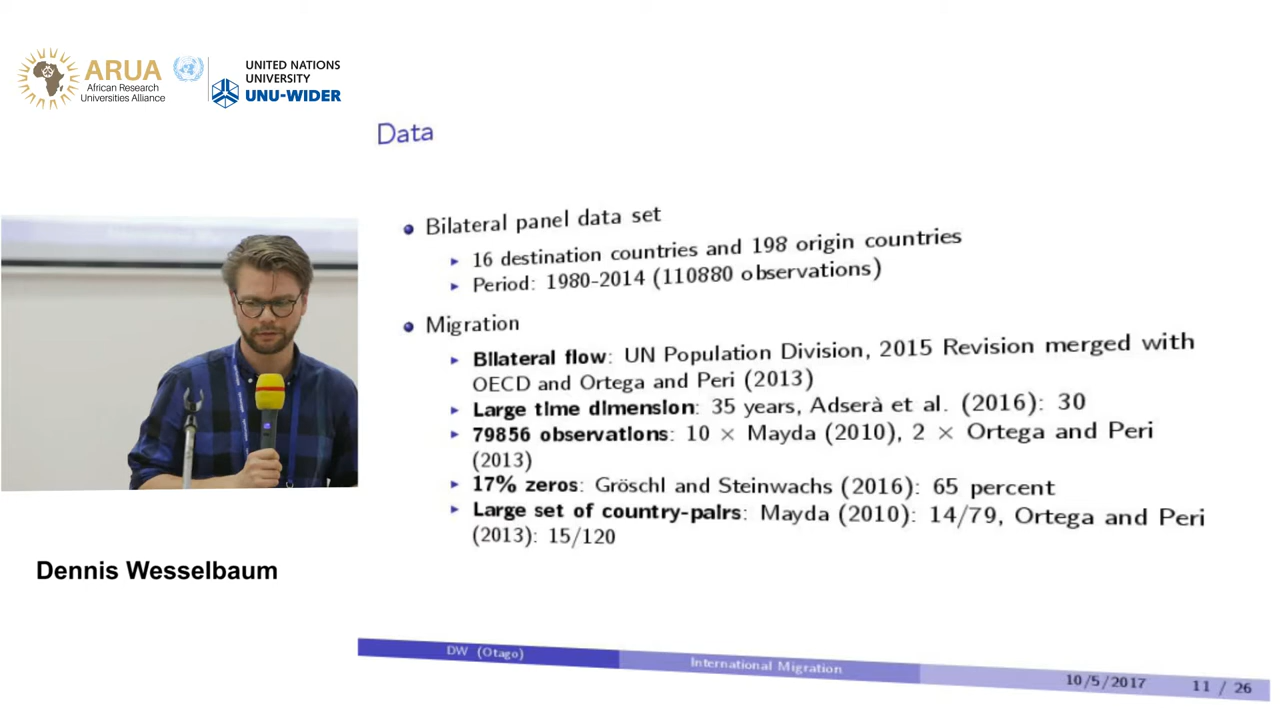 ARUA
African Research
Universities Alliance
UNITED NATIONS
UNIVERSITY
UNU-WIDER
Data
Bilateral panel data set
16 destination countries and 198 origin countries
Period: 1980-2014 (110880 observations)
Migration
Bilateral flow: UN Population Division, 2015 Revision merged with
OECD and Ortega and Peri (2013)
Large time dimension: 35 years, Adserà et al. (2016): 30
79856 observations: 10 × Mayda (2010), 2 × Ortega and Peri
(2013)
17% zeros: Gröschl and Steinwachs (2016): 65 percent
Large set of country-pairs: Mayda (2010): 14/79, Ortega and Peri
(2013): 15/120
Dennis Wesselbaum
DW (Otago)
International Migration
10/5/2017
11 / 26